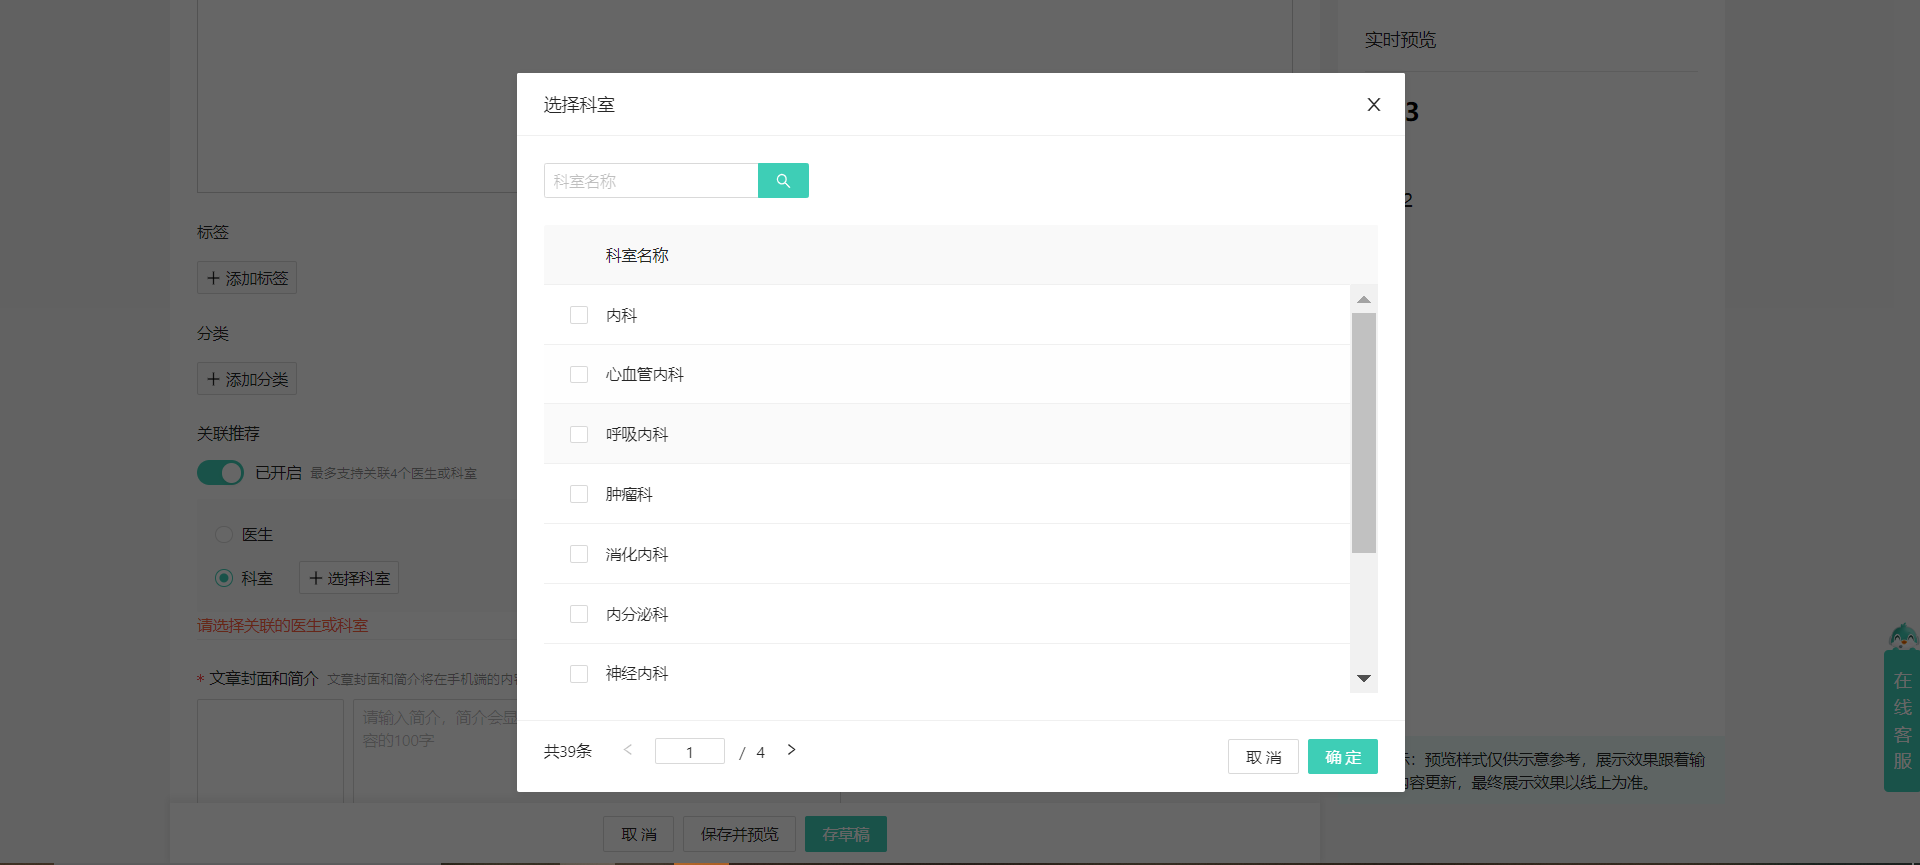 实时预览
选择科室
3
科室名称
2
标签
科室名称
添加标签
内科
分类
心血管内科
添加分类
呼吸内科
关联推荐
已开启 最多支持关联4个医生或科室
肿瘤科
医生
消化内科
科室 选择科室
内分泌科
请选择关联的医生或科室
神经内科
* 文章封面和简介 文章封面和简介将在手机端的内
请输入简介，简介会显
容的100字
共39条 < 1 / 4 >
取 消 确 定
：预览样式仅供示意参考，展示效果跟着输
容更新，最终展示效果以线上为准。
取 消 保存并预览 存草稿
在线客服